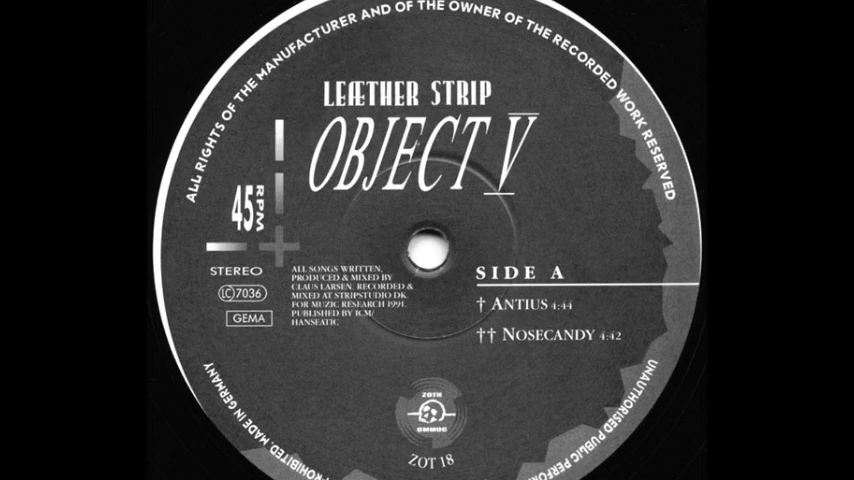 ALL RIGHTS OF THE MANUFACTURER AND OF THE OWNER OF THE RECORDED WORK RESERVED
LEÆTHER STRIP
OBJECT V
45 RPM
STEREO
LC 7036
GEMA
ALL SONGS WRITTEN,
PRODUCED & MIXED BY
CLAUS LARSEN. RECORDED &
MIXED AT STRIPSTUDIO DK.
FOR MUZIC RESEARCH 1991.
PUBLISHED BY ICM/
HANSEATIC
SIDE A
† ANTIUS 4:44
†† NOSECANDY 4:42
ZOTH
OMMOG
ZOT 18
UNAUTHORISED PUBLIC
PROHIBITED. MADE IN GERMANY